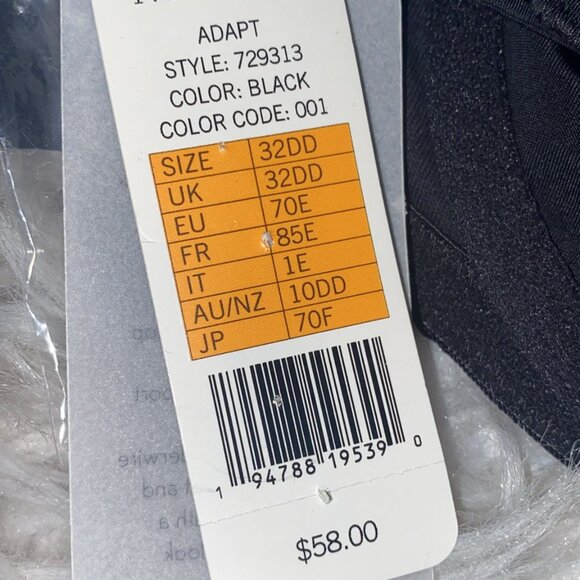 ADAPT
STYLE: 729313
COLOR: BLACK
COLOR CODE: 001
SIZE 32DD
UK 32DD
EU 70E
FR 85E
IT 1E
AU/NZ 10DD
JP 70F
1 94788 19539 0
$58.00